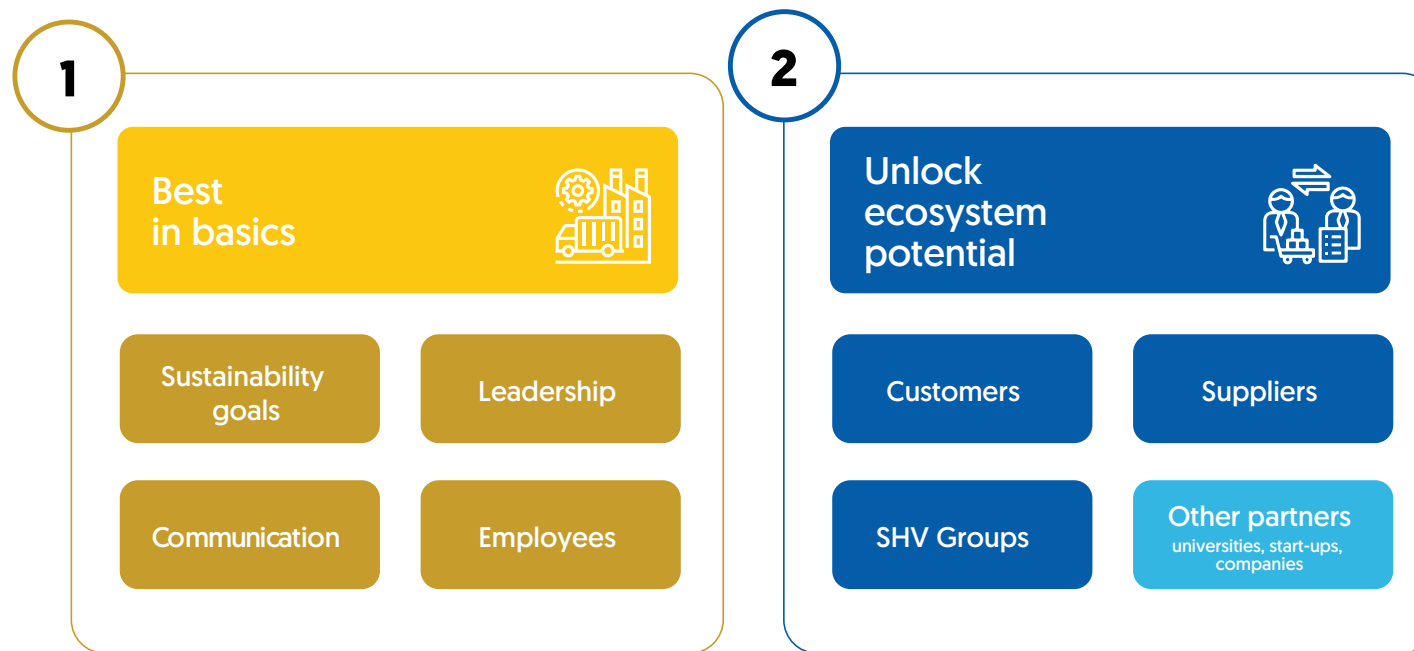 1
Best
in basics
Sustainability
goals
Leadership
Communication
Employees
2
Unlock
ecosystem
potential
Customers
Suppliers
SHV Groups
Other partners
universities, start-ups,
companies